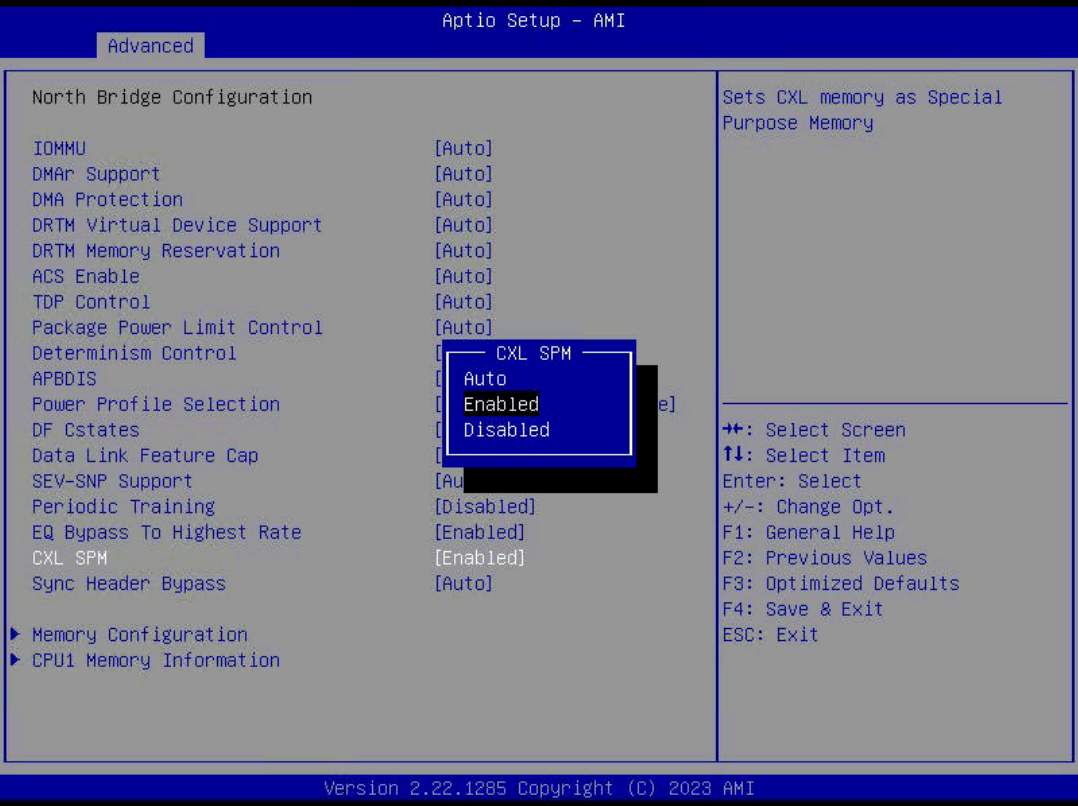 Aptio Setup - AMI
Advanced
North Bridge Configuration
IOMMU [Auto]
DMAr Support [Auto]
DMA Protection [Auto]
DRTM Virtual Device Support [Auto]
DRTM Memory Reservation [Auto]
ACS Enable [Auto]
TDP Control [Auto]
Package Power Limit Control [Auto]
Determinism Control [
APBDIS [
Power Profile Selection [ e]
DF Cstates [
Data Link Feature Cap [
SEV-SNP Support [Au
Periodic Training [Disabled]
EQ Bypass To Highest Rate [Enabled]
CXL SPM [Enabled]
Sync Header Bypass [Auto]
Memory Configuration
CPU1 Memory Information
CXL SPM
Auto
Enabled
Disabled
Sets CXL memory as Special
Purpose Memory
→←: Select Screen
↑↓: Select Item
Enter: Select
+/-: Change Opt.
F1: General Help
F2: Previous Values
F3: Optimized Defaults
F4: Save & Exit
ESC: Exit
Version 2.22.1285 Copyright (C) 2023 AMI